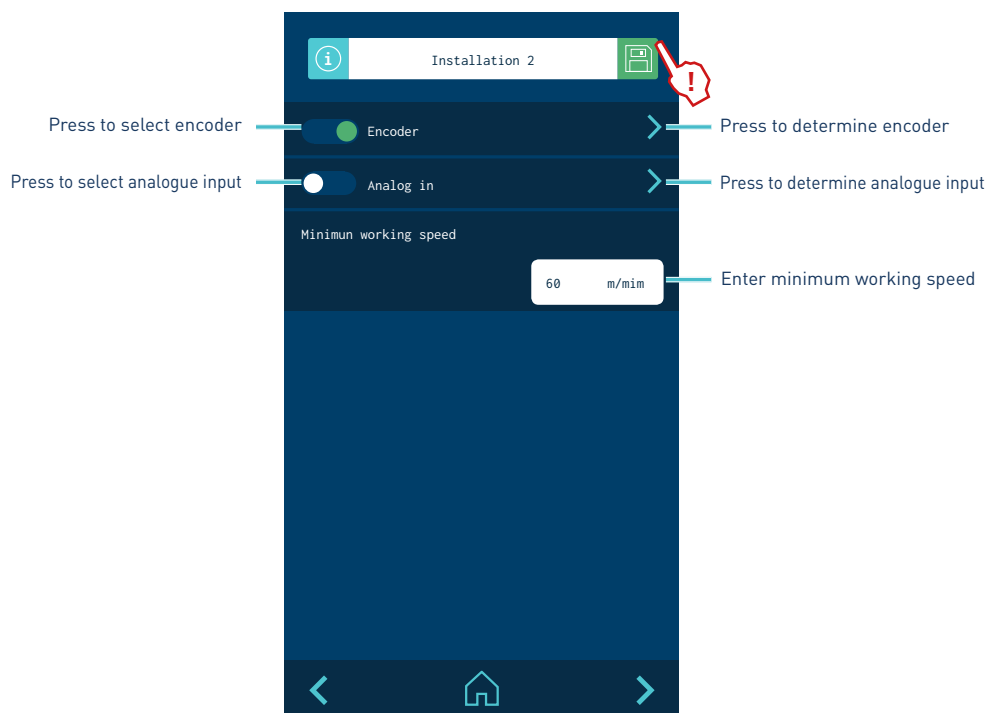 i
Installation 2
!
Press to select encoder
Encoder
Press to determine encoder
Press to select analogue input
Analog in
Press to determine analogue input
Minimun working speed
60 m/mim
Enter minimum working speed